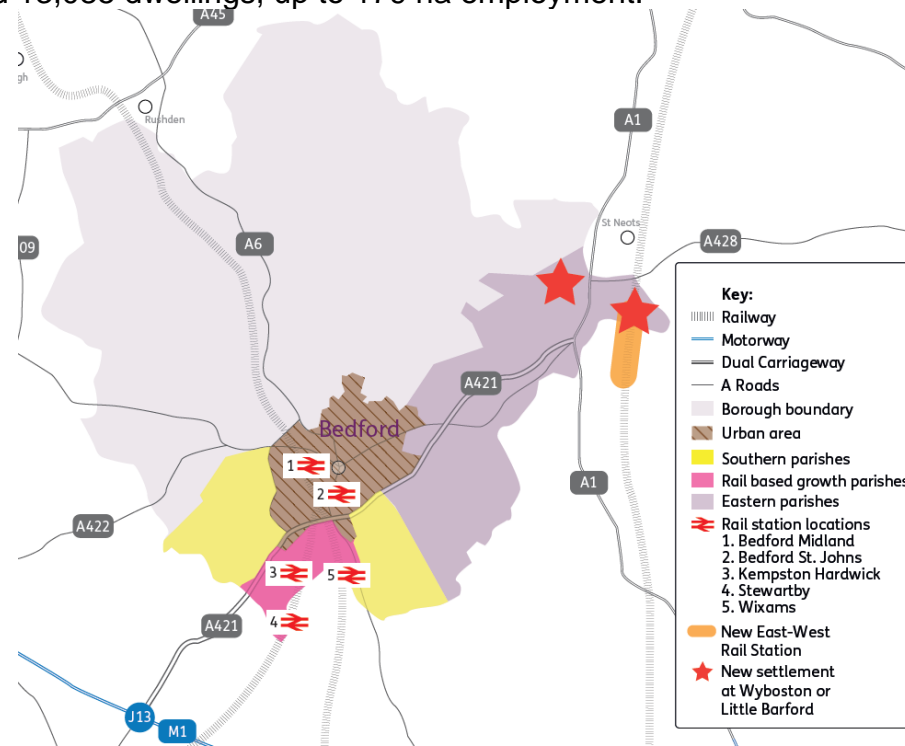 A45
gh
Rushden
A1
St Neots
09
A6
A428
A421
Bedford
1
2
A1
A422
3
5
4
A421
J13
M1
Key:
Railway
Motorway
Dual Carriageway
A Roads
Borough boundary
Urban area
Southern parishes
Rail based growth parishes
Eastern parishes
Rail station locations
1. Bedford Midland
2. Bedford St. Johns
3. Kempston Hardwick
4. Stewartby
5. Wixams
New East-West
Rail Station
New settlement
at Wyboston or
Little Barford